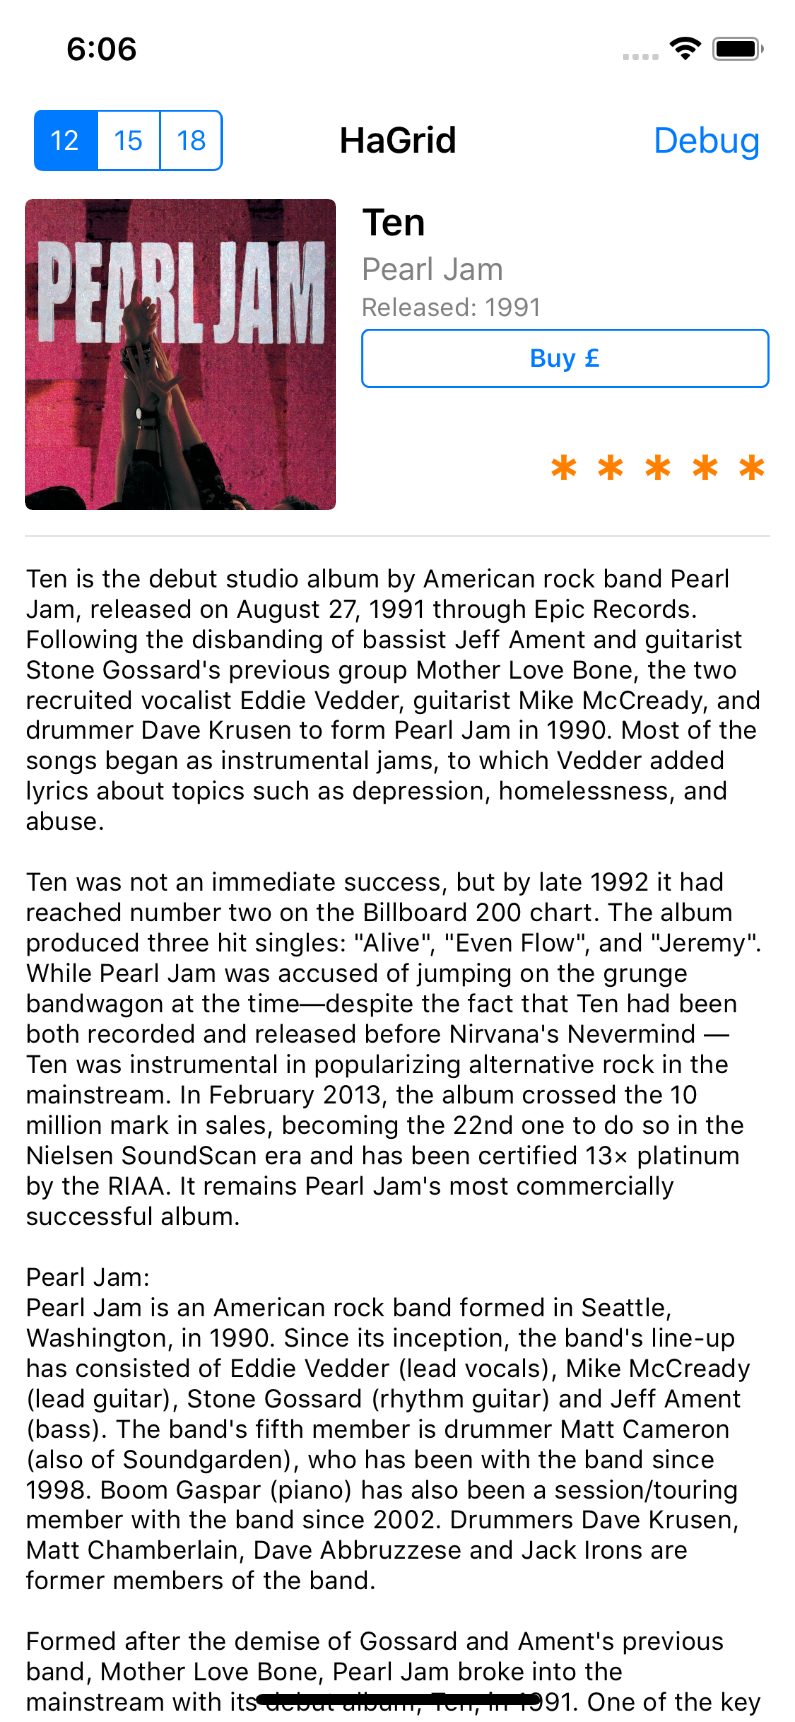 6:06
12 15 18
HaGrid
Debug
PEARL JAM
Ten
Pearl Jam
Released: 1991
Buy £
* * * * *
Ten is the debut studio album by American rock band Pearl
Jam, released on August 27, 1991 through Epic Records.
Following the disbanding of bassist Jeff Ament and guitarist
Stone Gossard's previous group Mother Love Bone, the two
recruited vocalist Eddie Vedder, guitarist Mike McCready, and
drummer Dave Krusen to form Pearl Jam in 1990. Most of the
songs began as instrumental jams, to which Vedder added
lyrics about topics such as depression, homelessness, and
abuse.
Ten was not an immediate success, but by late 1992 it had
reached number two on the Billboard 200 chart. The album
produced three hit singles: "Alive", "Even Flow", and "Jeremy".
While Pearl Jam was accused of jumping on the grunge
bandwagon at the time—despite the fact that Ten had been
both recorded and released before Nirvana's Nevermind —
Ten was instrumental in popularizing alternative rock in the
mainstream. In February 2013, the album crossed the 10
million mark in sales, becoming the 22nd one to do so in the
Nielsen SoundScan era and has been certified 13× platinum
by the RIAA. It remains Pearl Jam's most commercially
successful album.
Pearl Jam:
Pearl Jam is an American rock band formed in Seattle,
Washington, in 1990. Since its inception, the band's line-up
has consisted of Eddie Vedder (lead vocals), Mike McCready
(lead guitar), Stone Gossard (rhythm guitar) and Jeff Ament
(bass). The band's fifth member is drummer Matt Cameron
(also of Soundgarden), who has been with the band since
1998. Boom Gaspar (piano) has also been a session/touring
member with the band since 2002. Drummers Dave Krusen,
Matt Chamberlain, Dave Abbruzzese and Jack Irons are
former members of the band.
Formed after the demise of Gossard and Ament's previous
band, Mother Love Bone, Pearl Jam broke into the
mainstream with its debut album, Ten, in 1991. One of the key